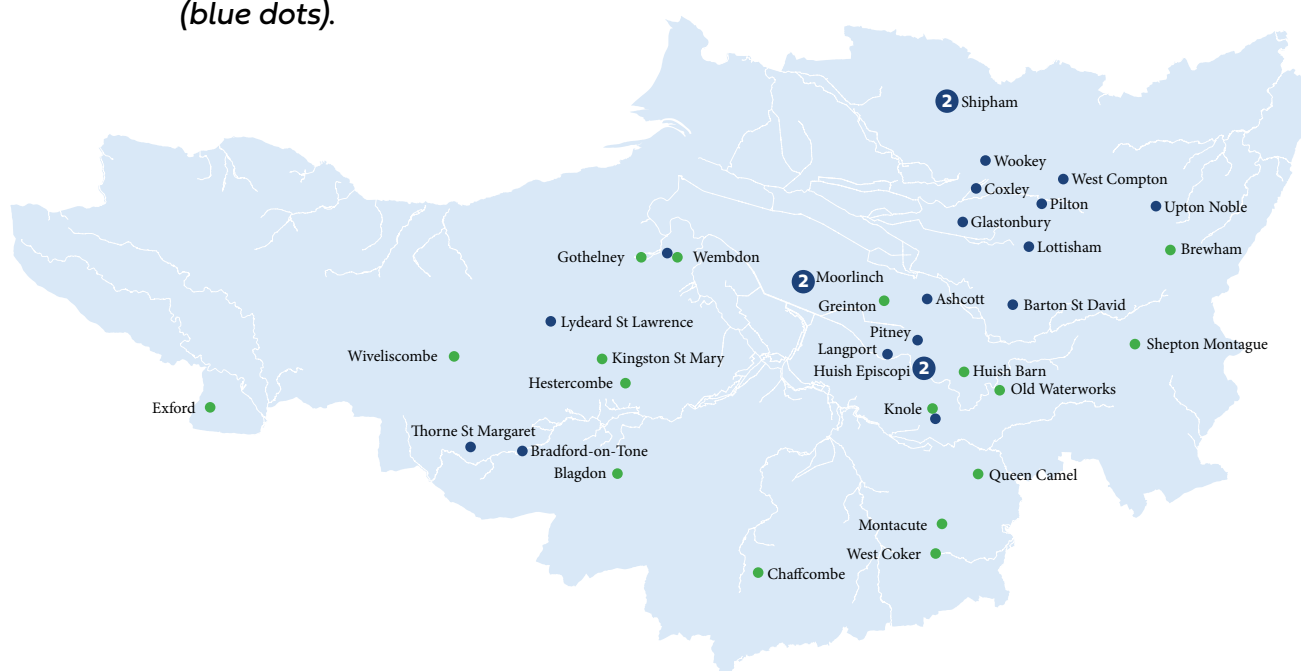 (blue dots).
2 Shipham
Wookey
West Compton
Coxley
Pilton
Upton Noble
Glastonbury
Lottisham
Brewham
Gothelney
Wembdon
2 Moorlinch
Greinton
Ashcott
Barton St David
Lydeard St Lawrence
Pitney
Shepton Montague
Langport
Wiveliscombe
Kingston St Mary
Huish Episcopi 2
Huish Barn
Hestercombe
Old Waterworks
Exford
Knole
Thorne St Margaret
Bradford-on-Tone
Blagdon
Queen Camel
Montacute
West Coker
Chaffcombe